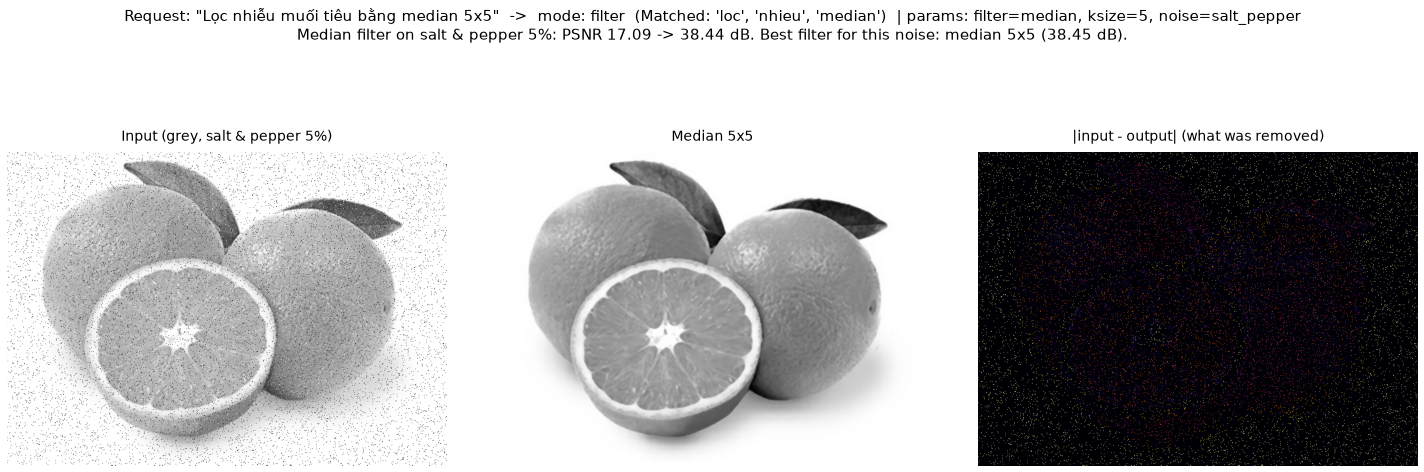 Request: "Lọc nhiễu muối tiêu bằng median 5x5"  ->  mode: filter  (Matched: 'loc', 'nhieu', 'median')  | params: filter=median, ksize=5, noise=salt_pepper
Median filter on salt & pepper 5%: PSNR 17.09 -> 38.44 dB. Best filter for this noise: median 5x5 (38.45 dB).
Input (grey, salt & pepper 5%)
Median 5x5
|input - output| (what was removed)